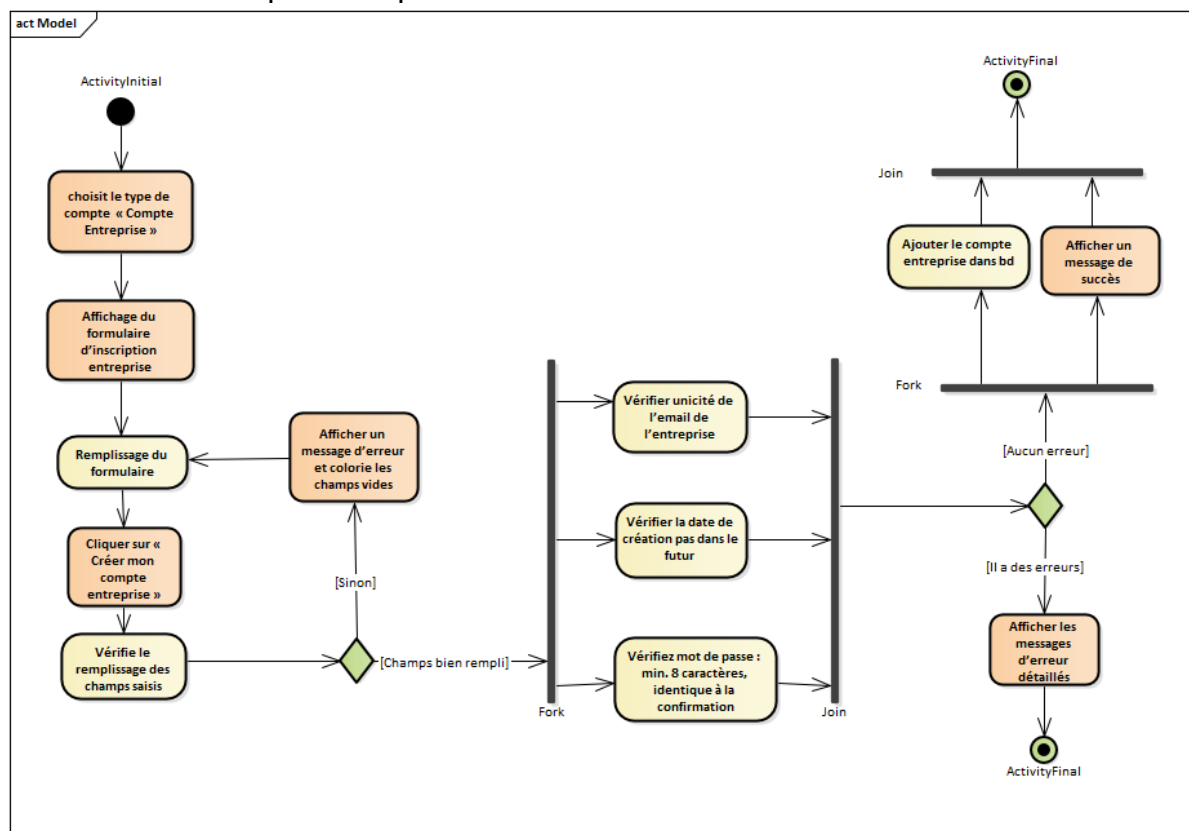 act Model
ActivityInitial
choisit le type de
compte « Compte
Entreprise »
Affichage du
formulaire
d'inscription
entreprise
Remplissage du
formulaire
Cliquer sur «
Créer mon
compte
entreprise »
Vérifie le
remplissage des
champs saisis
Afficher un
message d'erreur
et colorie les
champs vides
[Sinon]
[Champs bien rempli]
Fork
Vérifier unicité de
l'email de
l'entreprise
Vérifier la date de
création pas dans le
futur
Vérifiez mot de passe :
min. 8 caractères,
identique à la
confirmation
Join
ActivityFinal
Join
Ajouter le compte
entreprise dans bd
Afficher un
message de
succès
Fork
[Aucun erreur]
[Il a des erreurs]
Afficher les
messages
d'erreur
détaillés
ActivityFinal